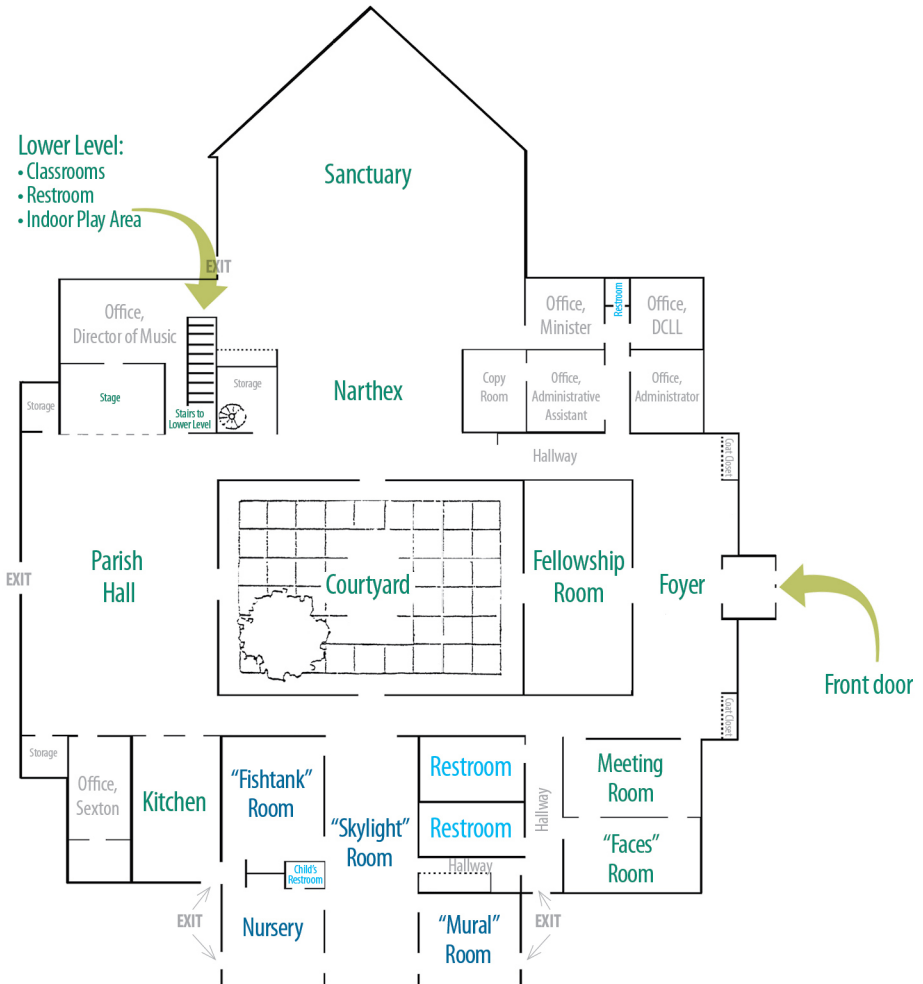 Lower Level:
• Classrooms
• Restroom
• Indoor Play Area
Sanctuary
EXIT
Office,
Director of Music
Office,
Minister
Restroom
Office,
DCLL
Storage
Stage
Stairs to
Lower Level
Storage
Narthex
Copy
Room
Office,
Administrative
Assistant
Office,
Administrator
Hallway
Coat Closet
EXIT
Parish
Hall
Courtyard
Fellowship
Room
Foyer
Front door
Coat Closet
Storage
Office,
Sexton
Kitchen
“Fishtank”
Room
“Skylight”
Room
Restroom
Restroom
Hallway
Meeting
Room
“Faces”
Room
Child's
Restroom
Hallway
EXIT
Nursery
“Mural”
Room
EXIT